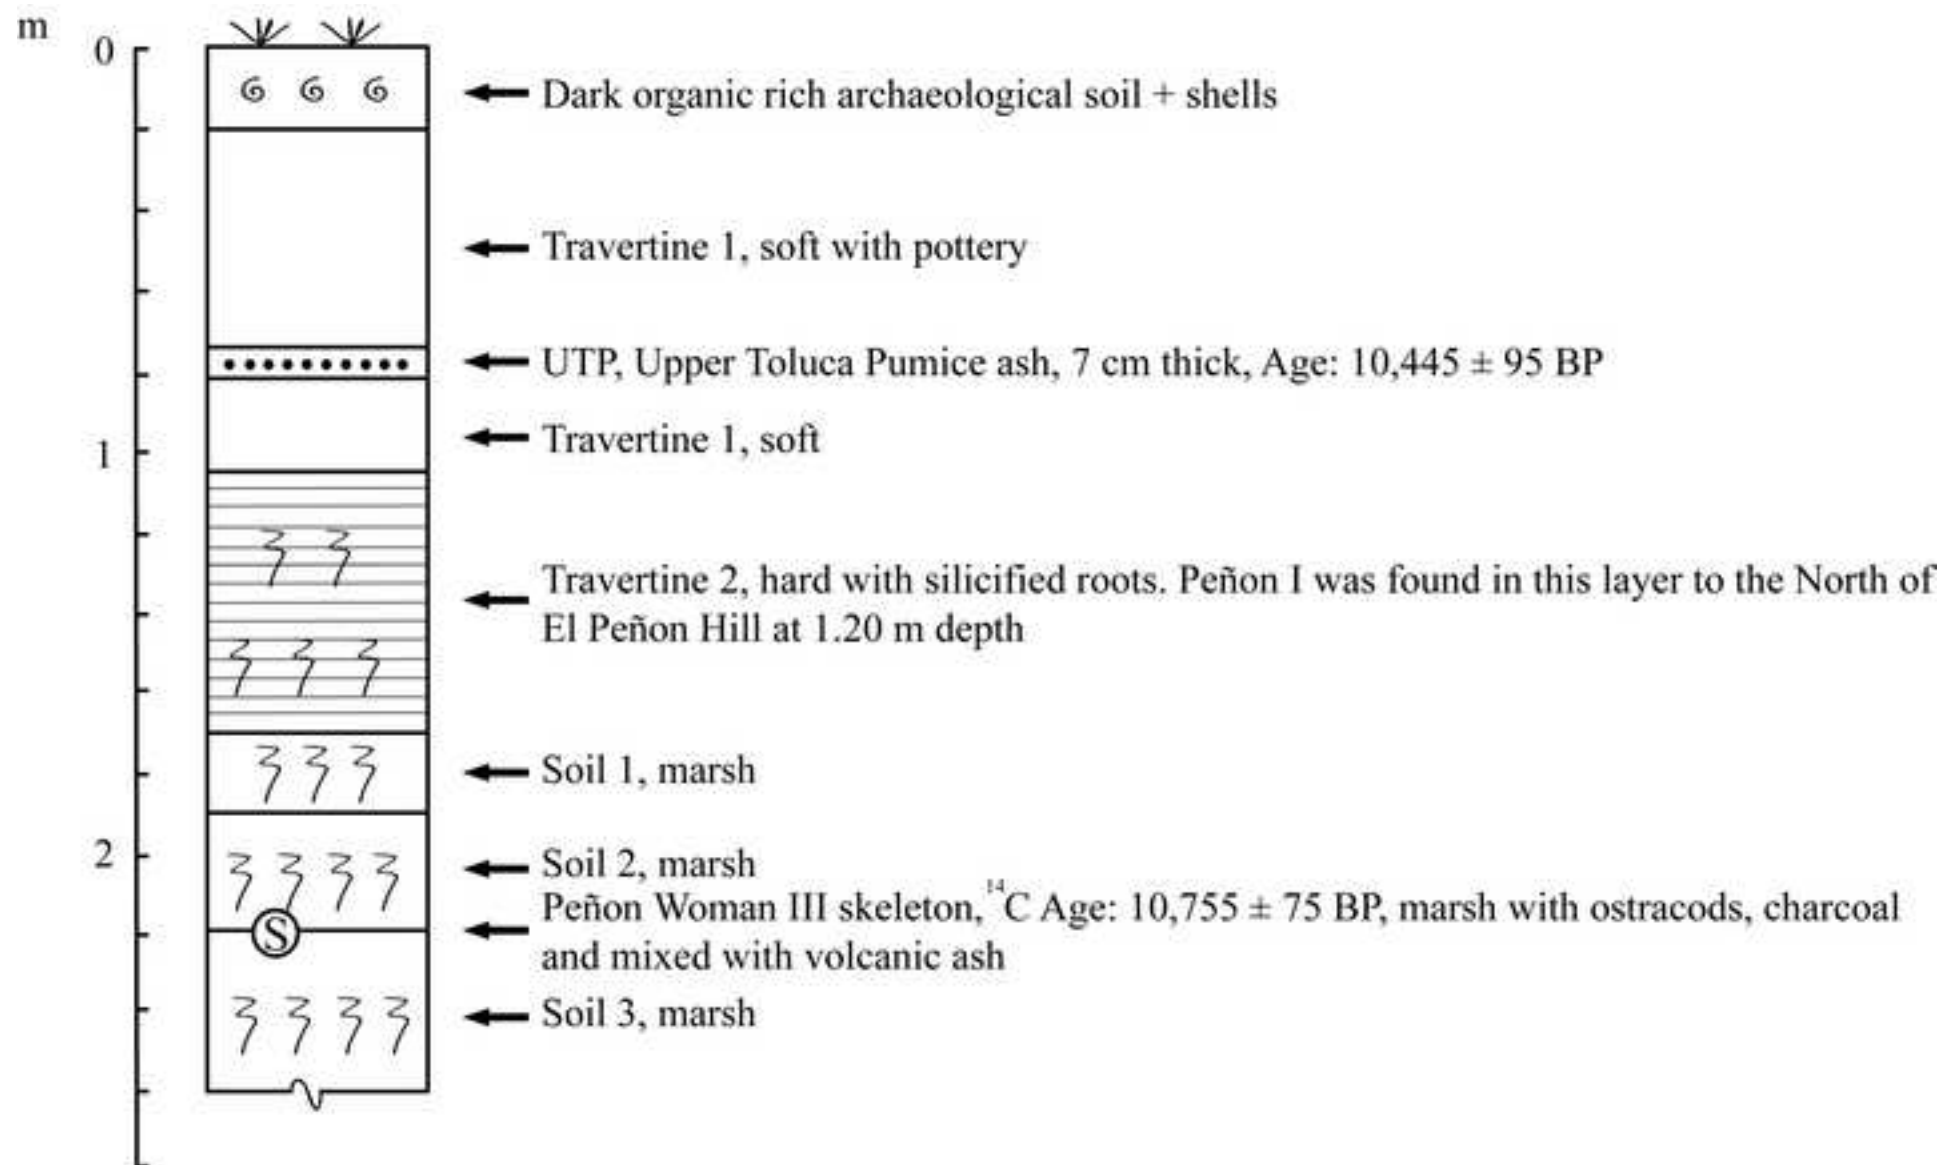 m
0
Dark organic rich archaeological soil + shells
Travertine 1, soft with pottery
UTP, Upper Toluca Pumice ash, 7 cm thick, Age: 10,445 ± 95 BP
Travertine 1, soft
1
Travertine 2, hard with silicified roots. Peñon I was found in this layer to the North of
El Peñon Hill at 1.20 m depth
Soil 1, marsh
2
Soil 2, marsh
Peñon Woman III skeleton, ¹⁴C Age: 10,755 ± 75 BP, marsh with ostracods, charcoal
S
and mixed with volcanic ash
Soil 3, marsh